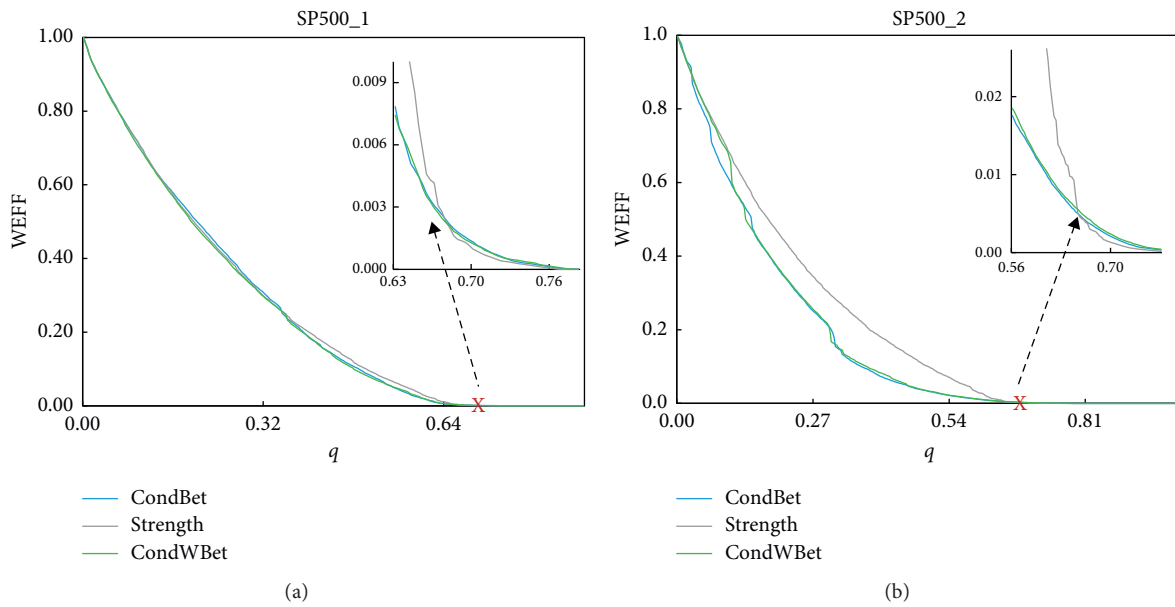 SP500_1
1.00
0.80
0.60
0.40
0.20
0.00
WEFF
0.00
0.32
0.64
q
0.009
0.006
0.003
0.000
0.63
0.70
0.76
X
CondBet
Strength
CondWBet
(a)
SP500_2
1.0
0.8
0.6
0.4
0.2
0.0
WEFF
0.00
0.27
0.54
0.81
q
0.02
0.01
0.00
0.56
0.70
X
CondBet
Strength
CondWBet
(b)